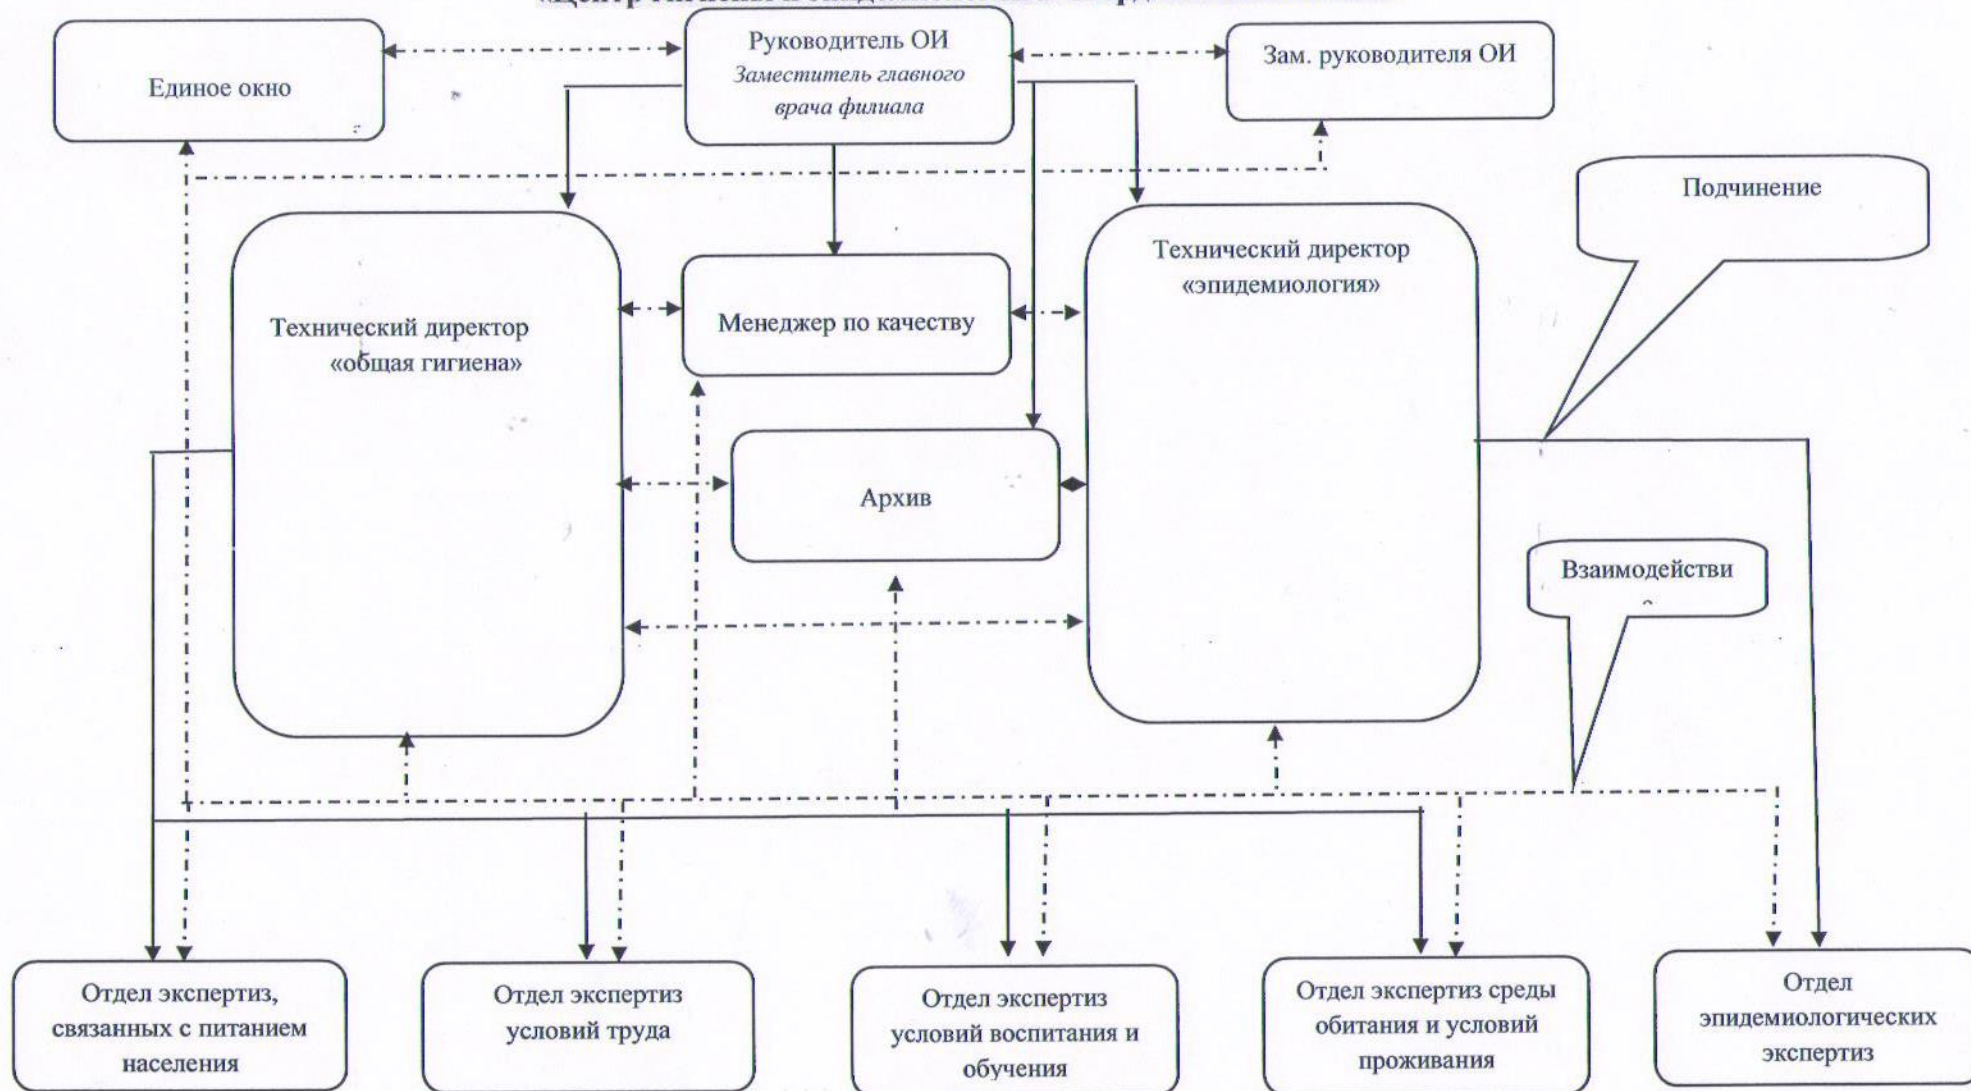 Руководитель ОИ
Заместитель главного
врача филиала
Единое окно
Зам. руководителя ОИ
Подчинение
Технический директор
«общая гигиена»
Менеджер по качеству
Технический директор
«эпидемиология»
Архив
Взаимодействи
Отдел экспертиз,
связанных с питанием
населения
Отдел экспертиз
условий труда
Отдел экспертиз
условий воспитания и
обучения
Отдел экспертиз среды
обитания и условий
проживания
Отдел
эпидемиологических
экспертиз